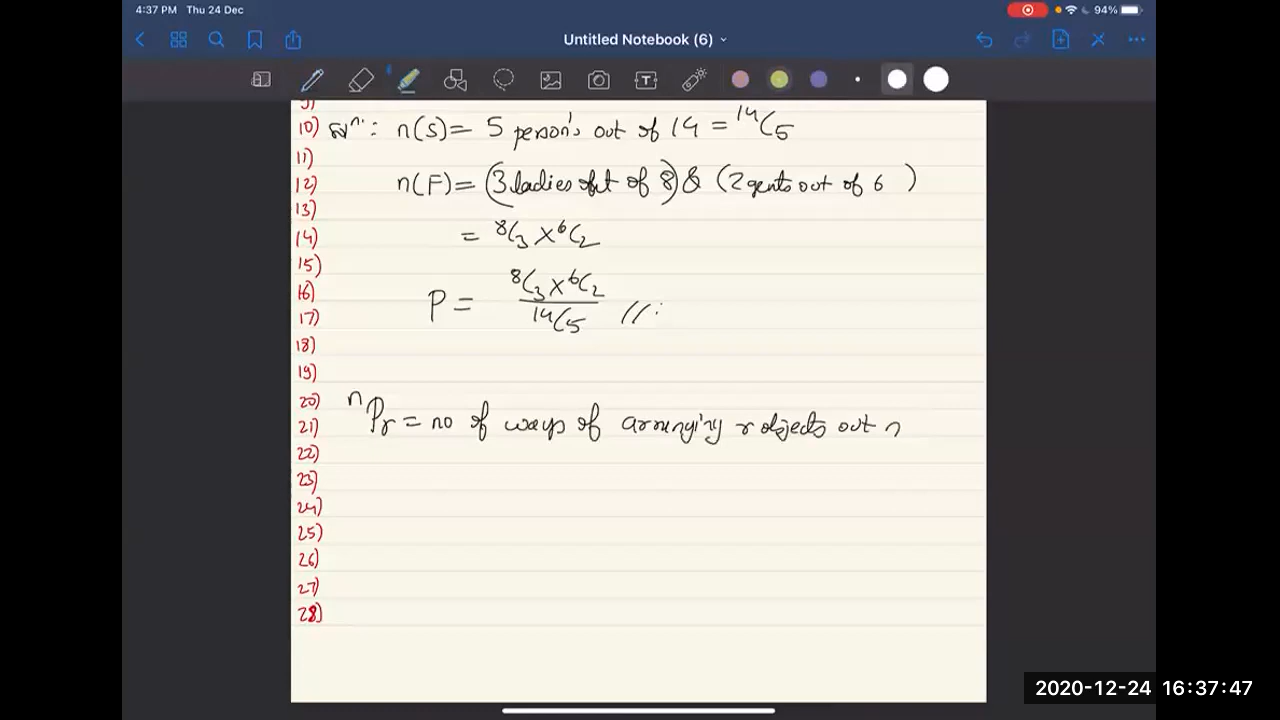 4:37 PM Thu 24 Dec
94%
Untitled Notebook (6)
T
9)
10) Solⁿ: n(S) = 5 person's out of 14 = ¹⁴C₅
11)
12) n(F) = (3 ladies out of 8) & (2 gents out of 6 )
13)
14) = ⁸C₃ X ⁶C₂
15)
16) P = ⁸C₃ X ⁶C₂
17) ¹⁴C₅ //:
18)
19)
20)
21) ⁿPᵣ = no of ways of arranging r objects out n
22)
23)
24)
25)
26)
27)
28)
2020-12-24 16:37:47